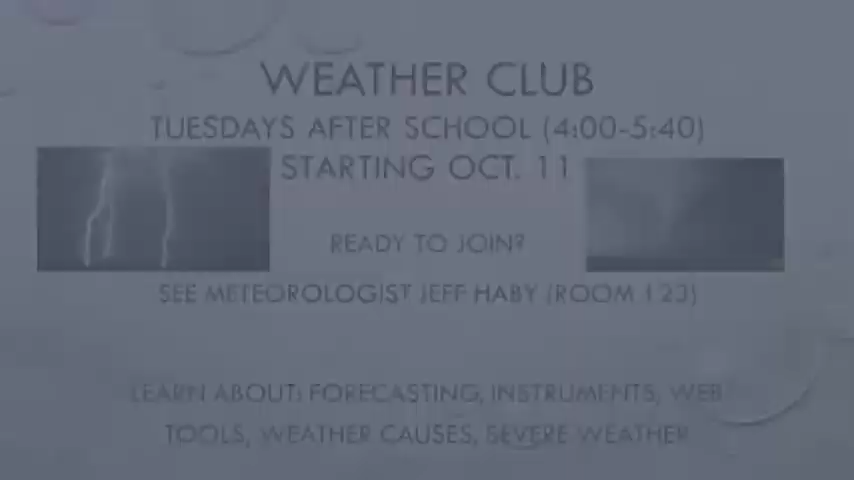 WEATHER CLUB
TUESDAYS AFTER SCHOOL (4:00-5:40)
STARTING OCT. 11
READY TO JOIN?
SEE METEOROLOGIST JEFF HABY (ROOM 123)
LEARN ABOUT: FORECASTING, INSTRUMENTS, WEB
TOOLS, WEATHER CAUSES, SEVERE WEATHER